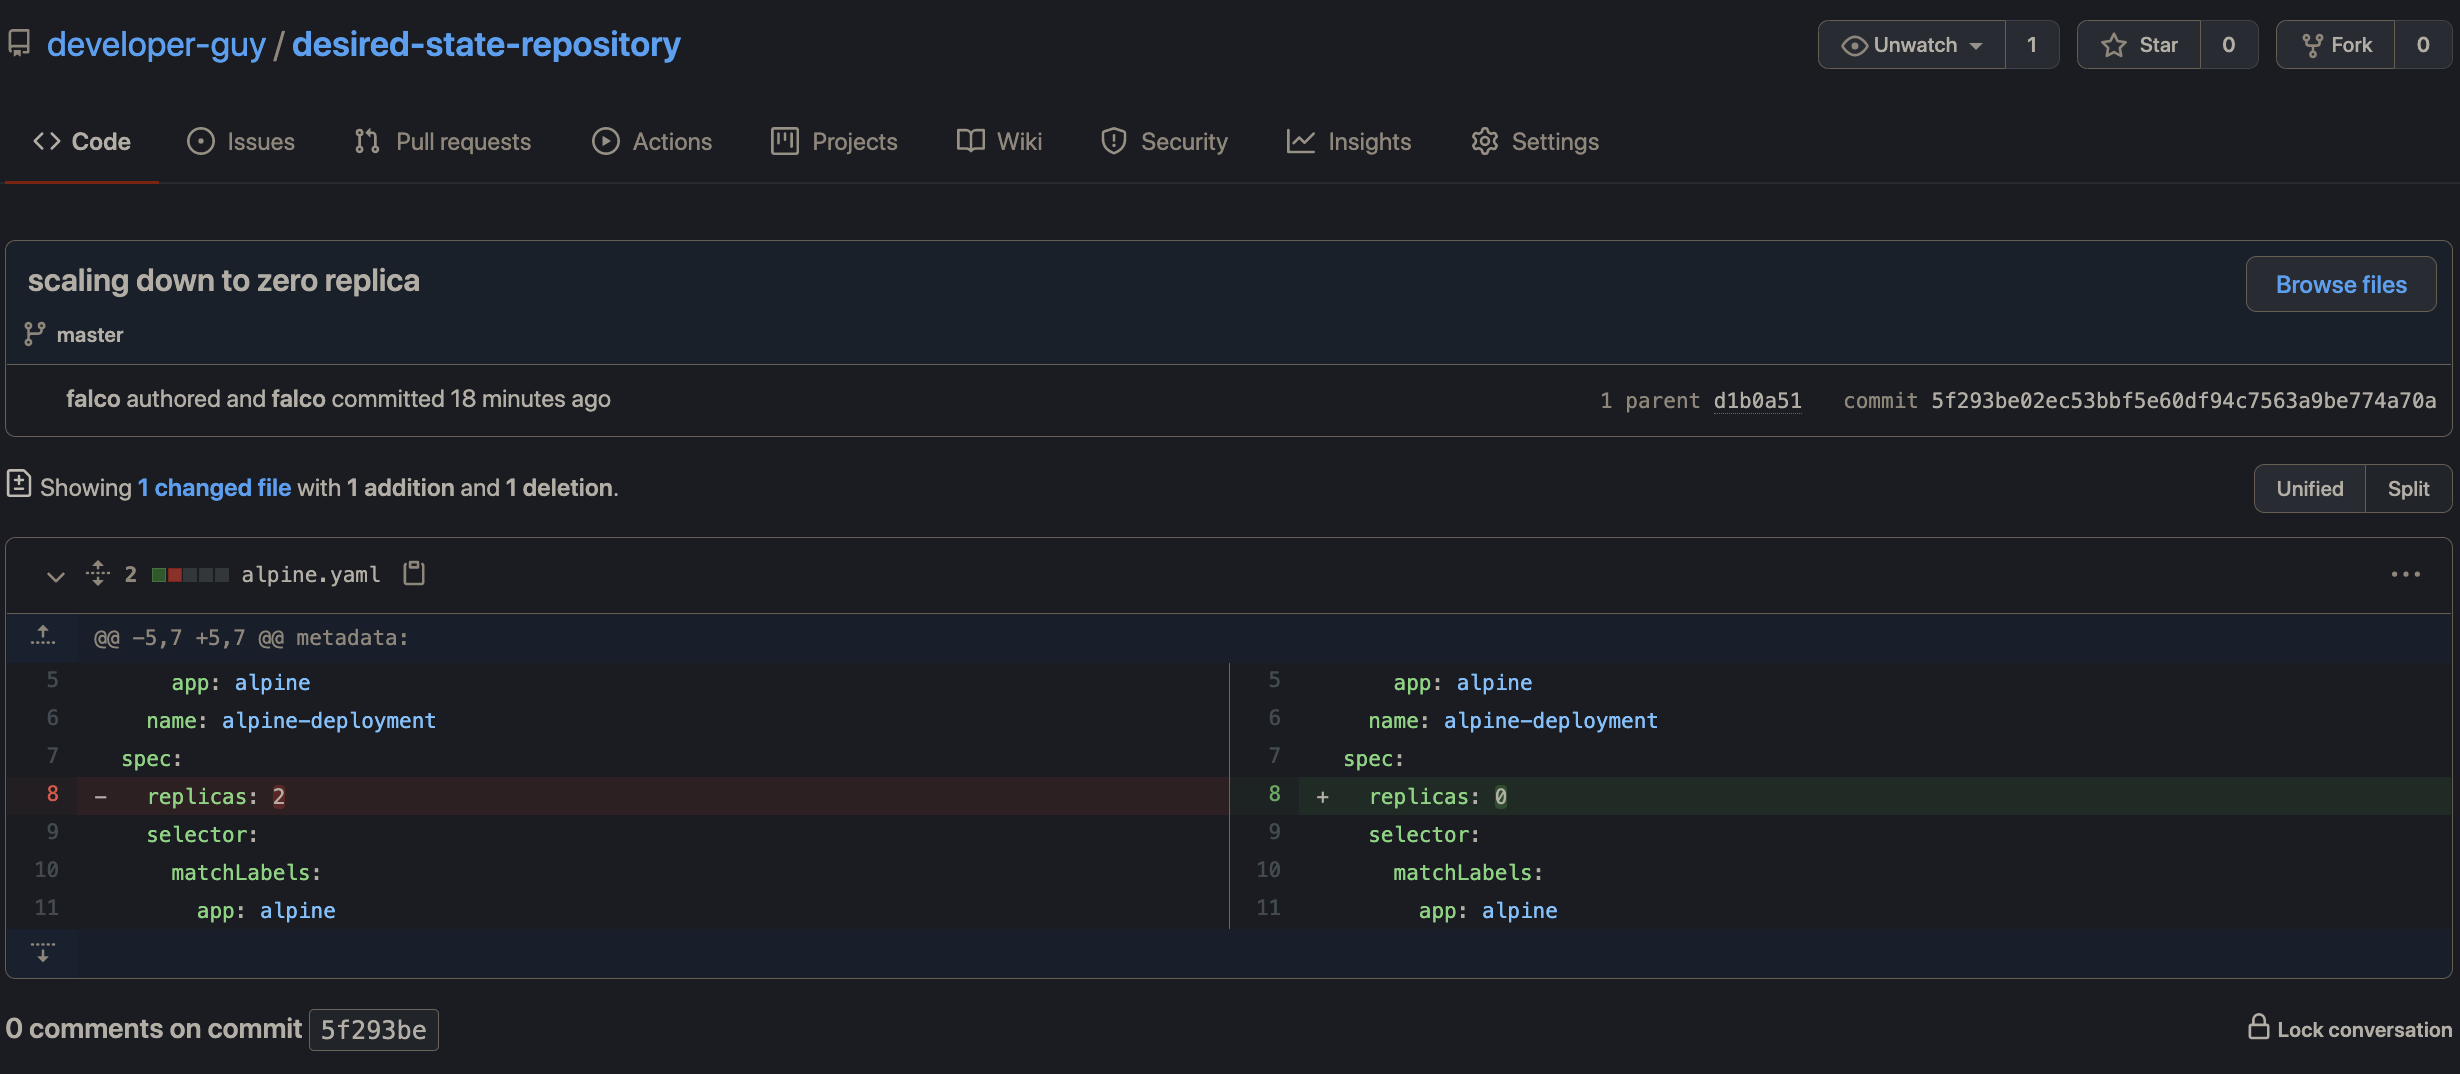 developer-guy / desired-state-repository
Unwatch 1 Star 0 Fork 0
Code Issues Pull requests Actions Projects Wiki Security Insights Settings
scaling down to zero replica
Browse files
master
falco authored and falco committed 18 minutes ago
1 parent d1b0a51 commit 5f293be02ec53bbf5e60df94c7563a9be774a70a
Showing 1 changed file with 1 addition and 1 deletion.
Unified Split
2 alpine.yaml
@@ -5,7 +5,7 @@ metadata:
5 app: alpine 5 app: alpine
6 name: alpine-deployment 6 name: alpine-deployment
7 spec: 7 spec:
8 - replicas: 2 8 + replicas: 0
9 selector: 9 selector:
10 matchLabels: 10 matchLabels:
11 app: alpine 11 app: alpine
0 comments on commit 5f293be
Lock conversation